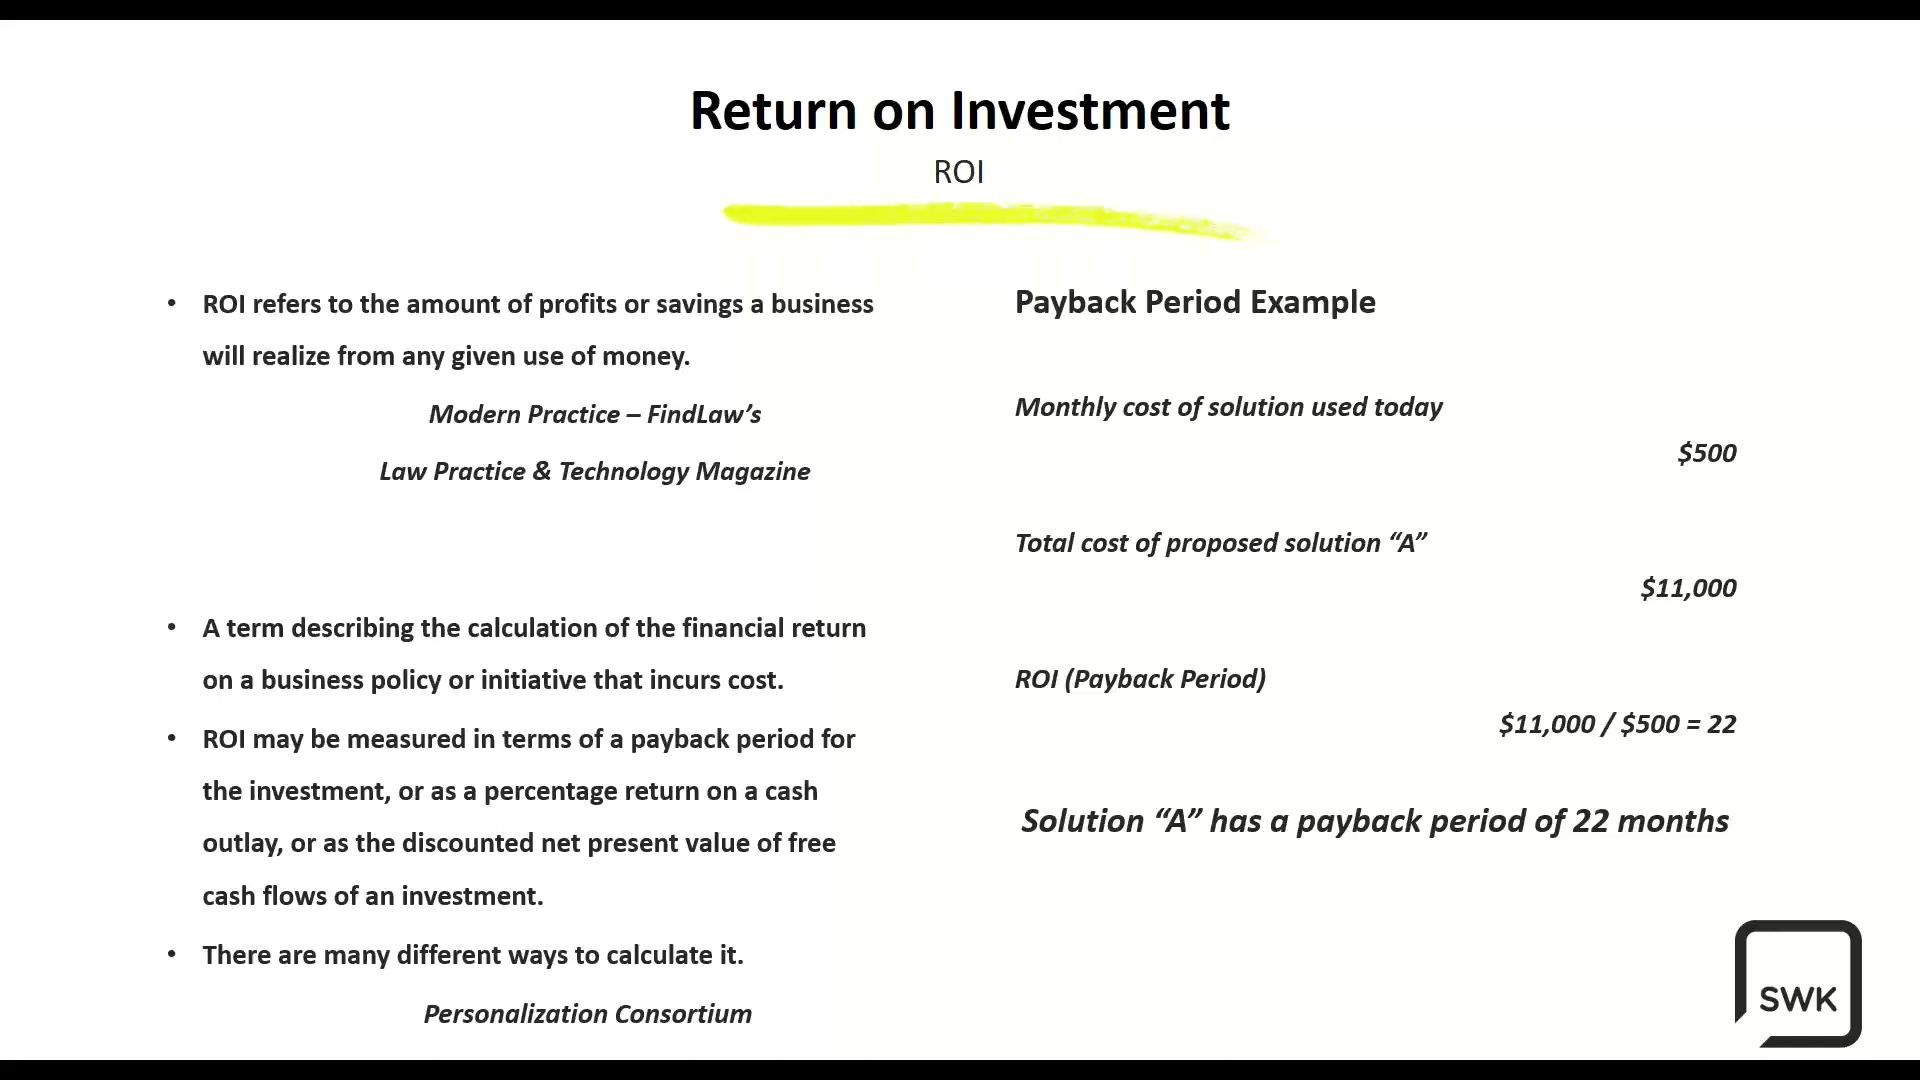 Return on Investment
ROI
• ROI refers to the amount of profits or savings a business
will realize from any given use of money.
Modern Practice – FindLaw’s
Law Practice & Technology Magazine
• A term describing the calculation of the financial return
on a business policy or initiative that incurs cost.
• ROI may be measured in terms of a payback period for
the investment, or as a percentage return on a cash
outlay, or as the discounted net present value of free
cash flows of an investment.
• There are many different ways to calculate it.
Personalization Consortium
Payback Period Example
Monthly cost of solution used today
$500
Total cost of proposed solution “A”
$11,000
ROI (Payback Period)
$11,000 / $500 = 22
Solution “A” has a payback period of 22 months
SWK